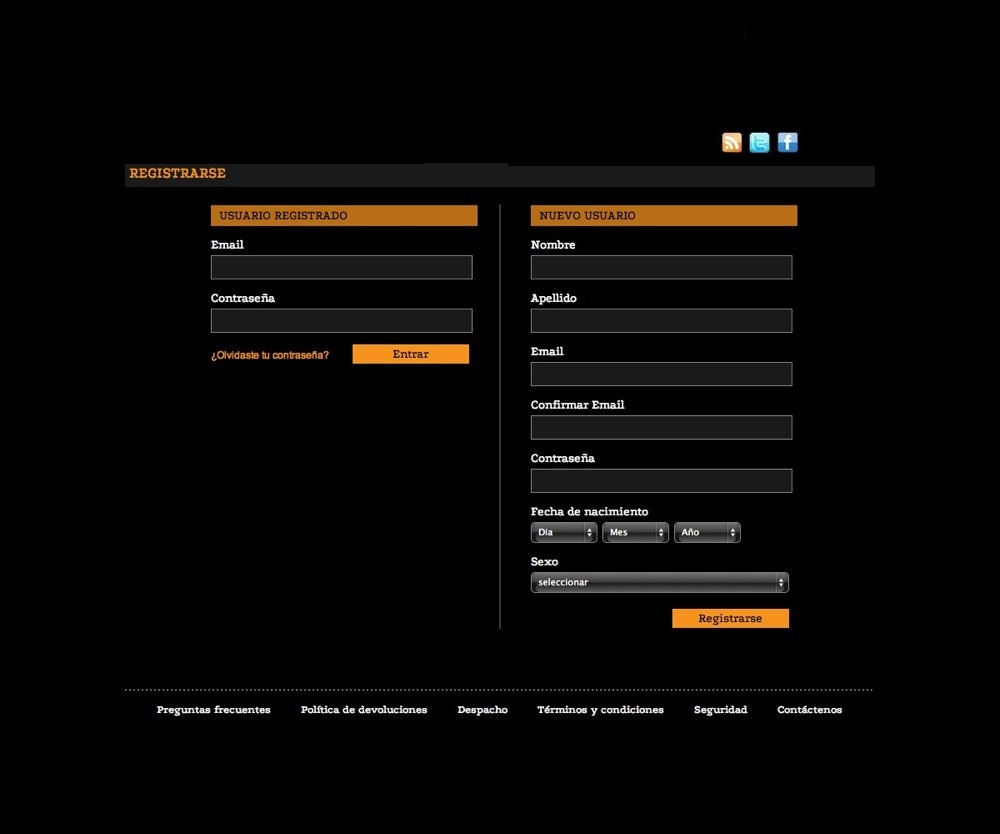 REGISTRARSE
USUARIO REGISTRADO
Email
Contraseña
¿Olvidaste tu contraseña?
Entrar
NUEVO USUARIO
Nombre
Apellido
Email
Confirmar Email
Contraseña
Fecha de nacimiento
Dia Mes Año
Sexo
seleccionar
Registrarse
Preguntas frecuentes Política de devoluciones Despacho Términos y condiciones Seguridad Contáctenos